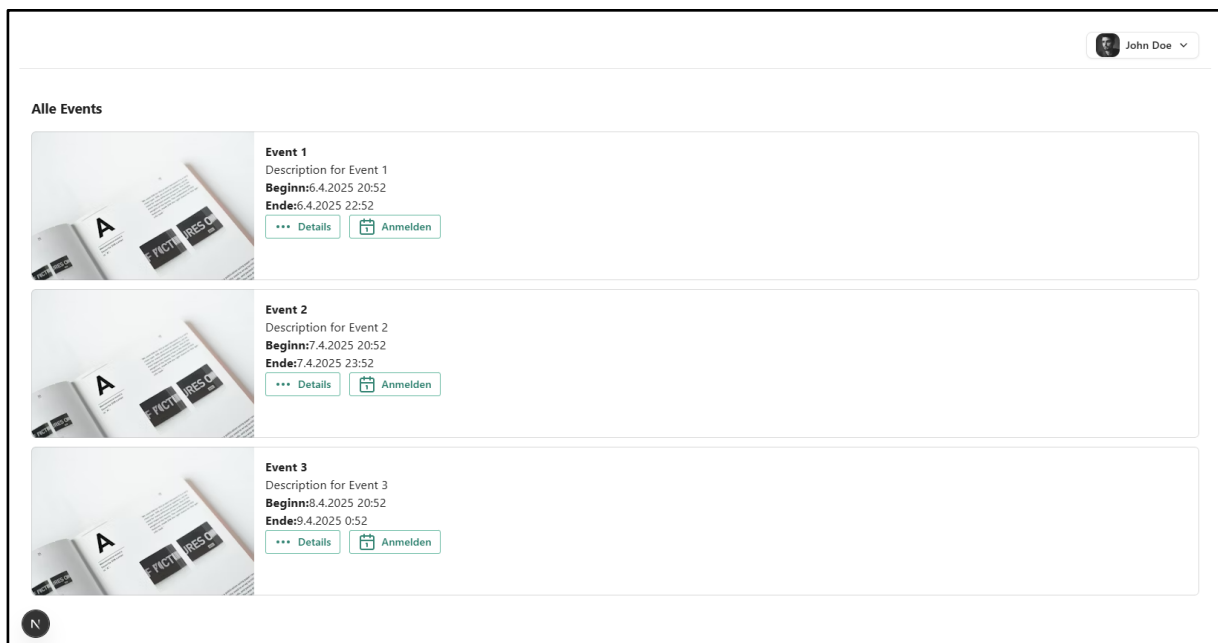 John Doe
Alle Events
Event 1
Description for Event 1
Beginn:6.4.2025 20:52
Ende:6.4.2025 22:52
Details
Anmelden
Event 2
Description for Event 2
Beginn:7.4.2025 20:52
Ende:7.4.2025 23:52
Details
Anmelden
Event 3
Description for Event 3
Beginn:8.4.2025 20:52
Ende:9.4.2025 0:52
Details
Anmelden
N